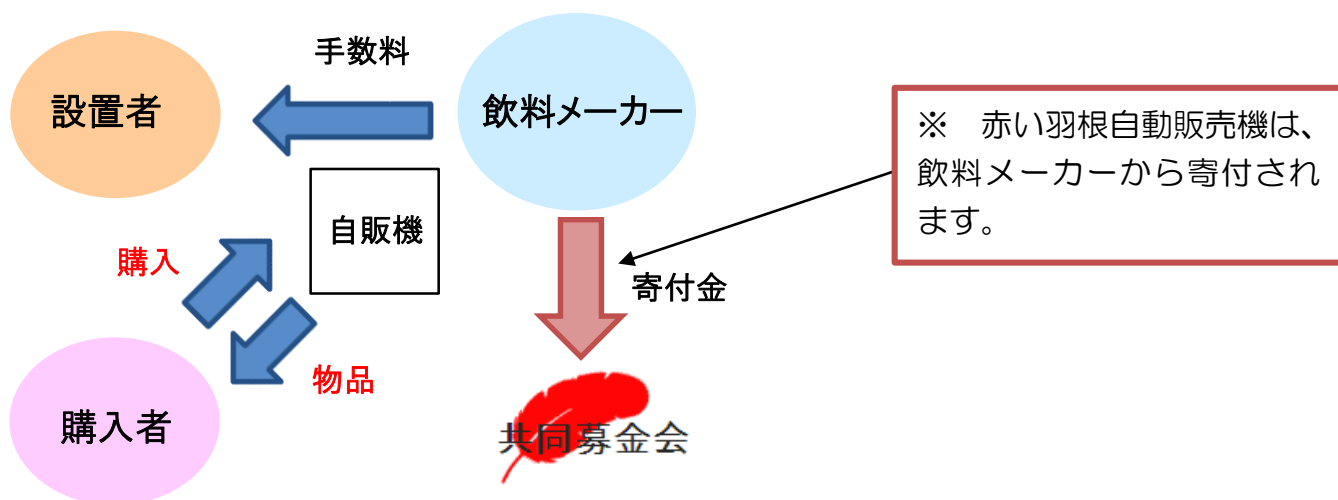 手数料
設置者
飲料メーカー
※　赤い羽根自動販売機は、
飲料メーカーから寄付され
ます。
自販機
購入
寄付金
物品
購入者
共同募金会